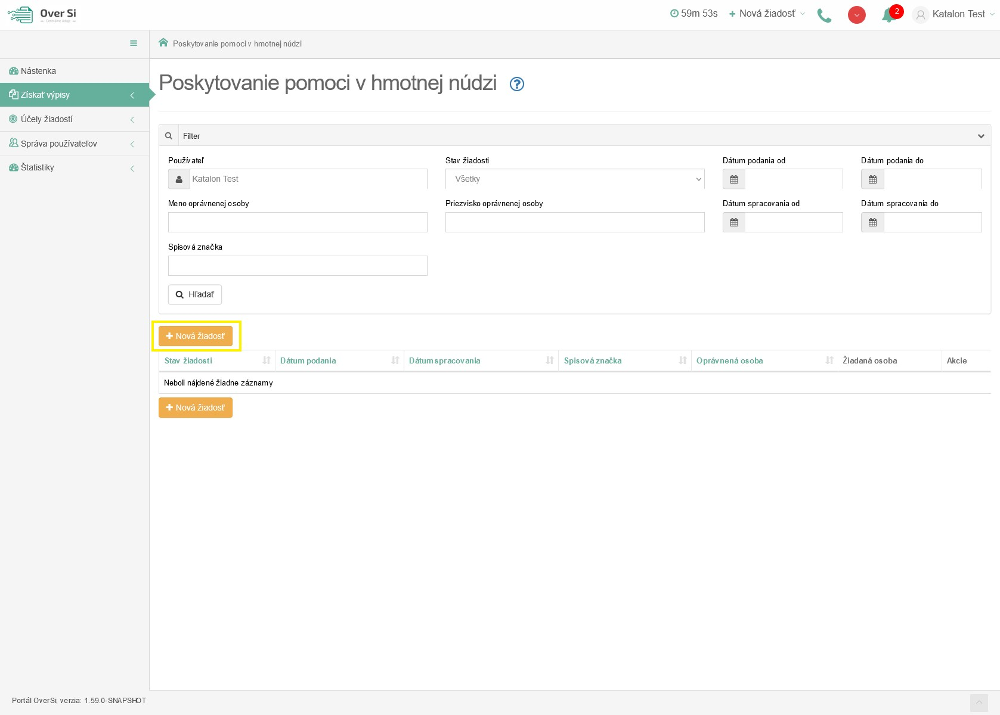 Over Si
Centrálne údaje
59m 53s
Nová žiadosť
2
Katalon Test
Poskytovanie pomoci v hmotnej núdzi
Nástenka
Získať výpisy
Účely žiadostí
Správa používateľov
Štatistiky
Poskytovanie pomoci v hmotnej núdzi
Filter
Používateľ
Stav žiadosti
Dátum podania od
Dátum podania do
Katalon Test
Všetky
Meno oprávnenej osoby
Priezvisko oprávnenej osoby
Dátum spracovania od
Dátum spracovania do
Spisová značka
Hľadať
Nová žiadosť
Stav žiadosti
Dátum podania
Dátum spracovania
Spisová značka
Oprávnená osoba
Žiadaná osoba
Akcie
Neboli nájdené žiadne záznamy
Nová žiadosť
Portál OverSi, verzia: 1.59.0-SNAPSHOT